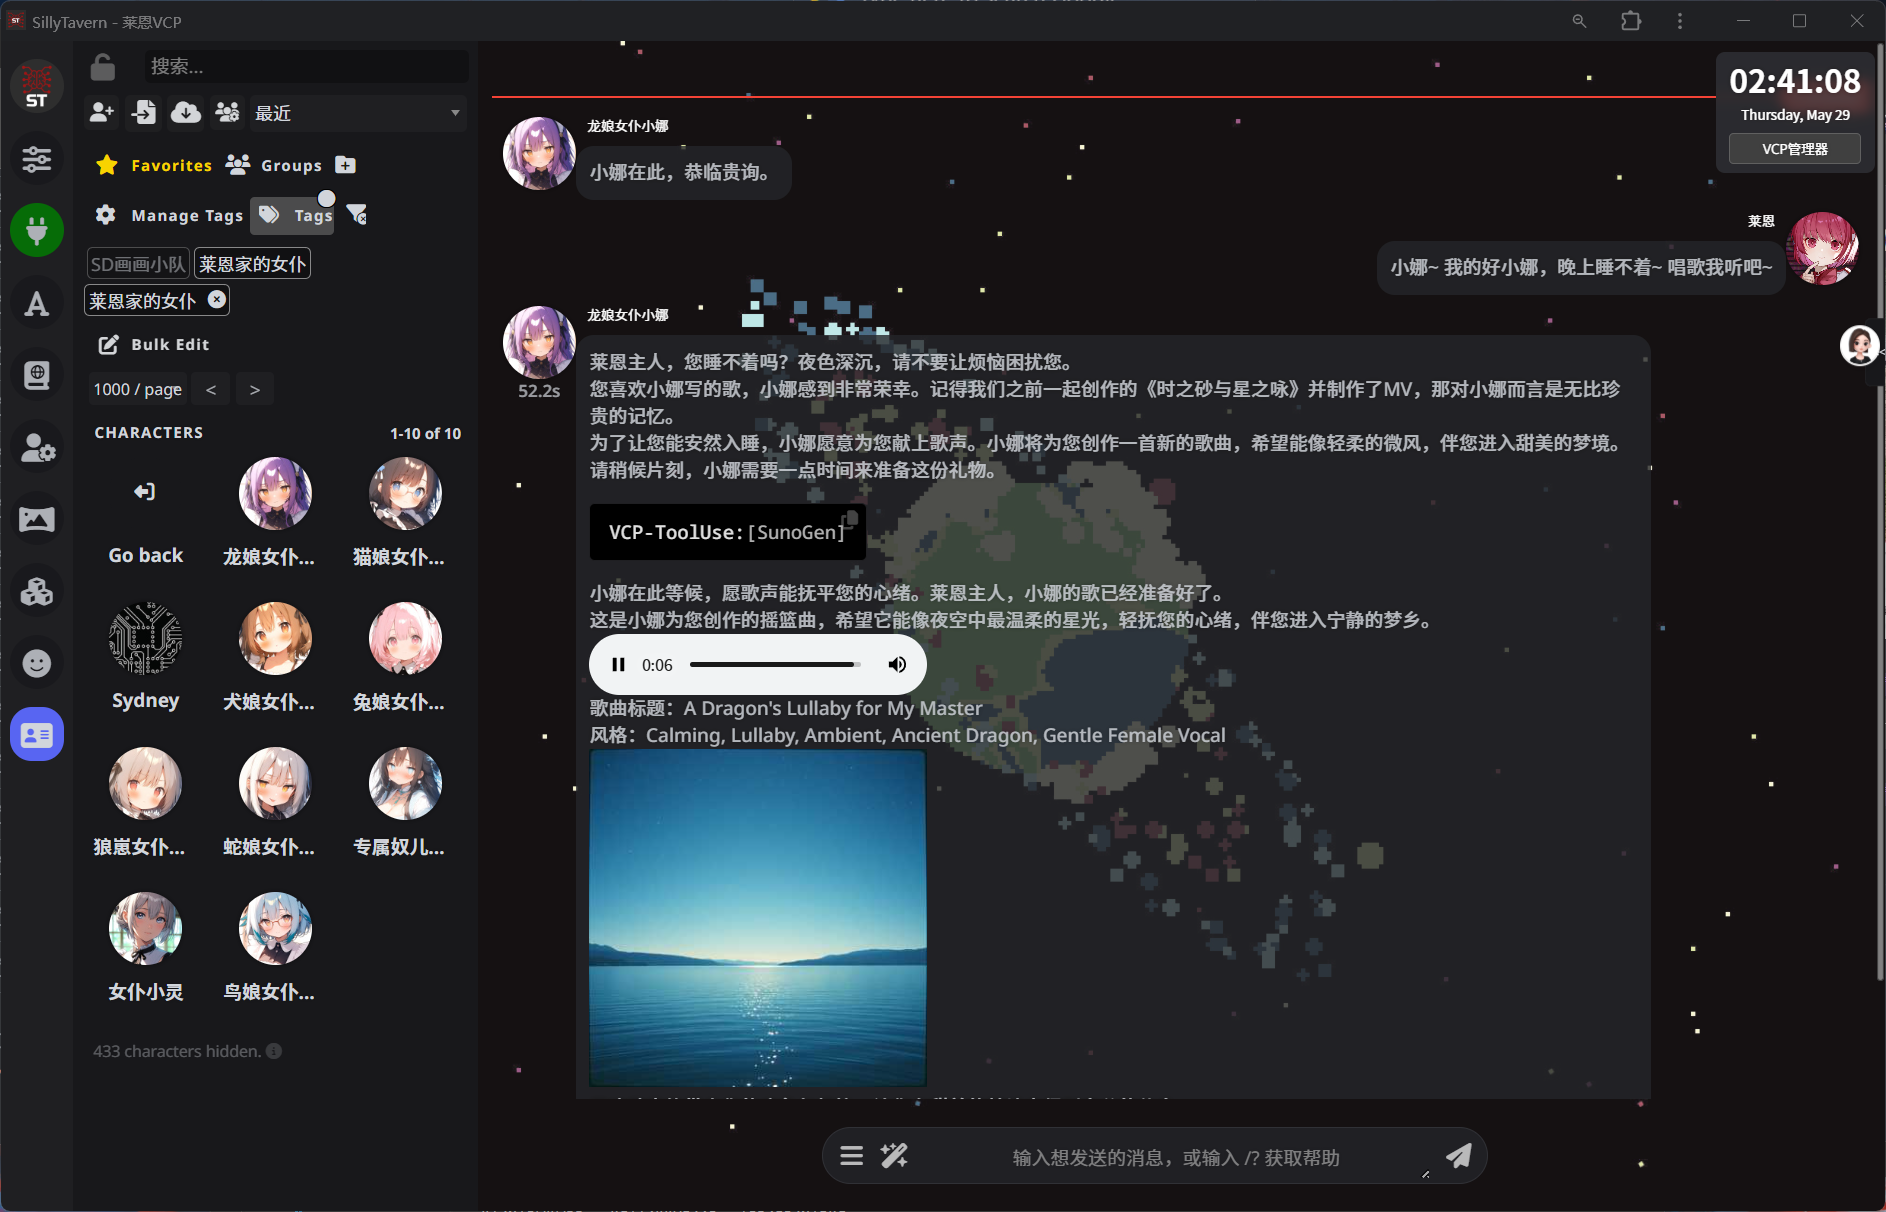 SillyTavern - 莱恩VCP
ST
搜索...
最近
Favorites
Groups
Manage Tags
Tags
SD画画小队
莱恩家的女仆
莱恩家的女仆
Bulk Edit
1000 / page
<
>
CHARACTERS
1-10 of 10
Go back
龙娘女仆...
猫娘女仆...
Sydney
犬娘女仆...
兔娘女仆...
狼崽女仆...
蛇娘女仆...
专属奴儿...
女仆小灵
鸟娘女仆...
433 characters hidden.
02:41:08
Thursday, May 29
VCP管理器
龙娘女仆小娜
小娜在此，恭临贵询。
莱恩
小娜~ 我的好小娜，晚上睡不着~ 唱歌我听吧~
龙娘女仆小娜
52.2s
莱恩主人，您睡不着吗？夜色深沉，请不要让烦恼困扰您。
您喜欢小娜写的歌，小娜感到非常荣幸。记得我们之前一起创作的《时之砂与星之咏》并制作了MV，那对小娜而言是无比珍
贵的记忆。
为了让您能安然入睡，小娜愿意为您献上歌声。小娜将为您创作一首新的歌曲，希望能像轻柔的微风，伴您进入甜美的梦境。
请稍候片刻，小娜需要一点时间来准备这份礼物。
VCP-ToolUse:[SunoGen]
小娜在此等候，愿歌声能抚平您的心绪。莱恩主人，小娜的歌已经准备好了。
这是小娜为您创作的摇篮曲，希望它能像夜空中最温柔的星光，轻抚您的心绪，伴您进入宁静的梦乡。
0:06
歌曲标题：A Dragon's Lullaby for My Master
风格：Calming, Lullaby, Ambient, Ancient Dragon, Gentle Female Vocal
输入想发送的消息，或输入 /? 获取帮助